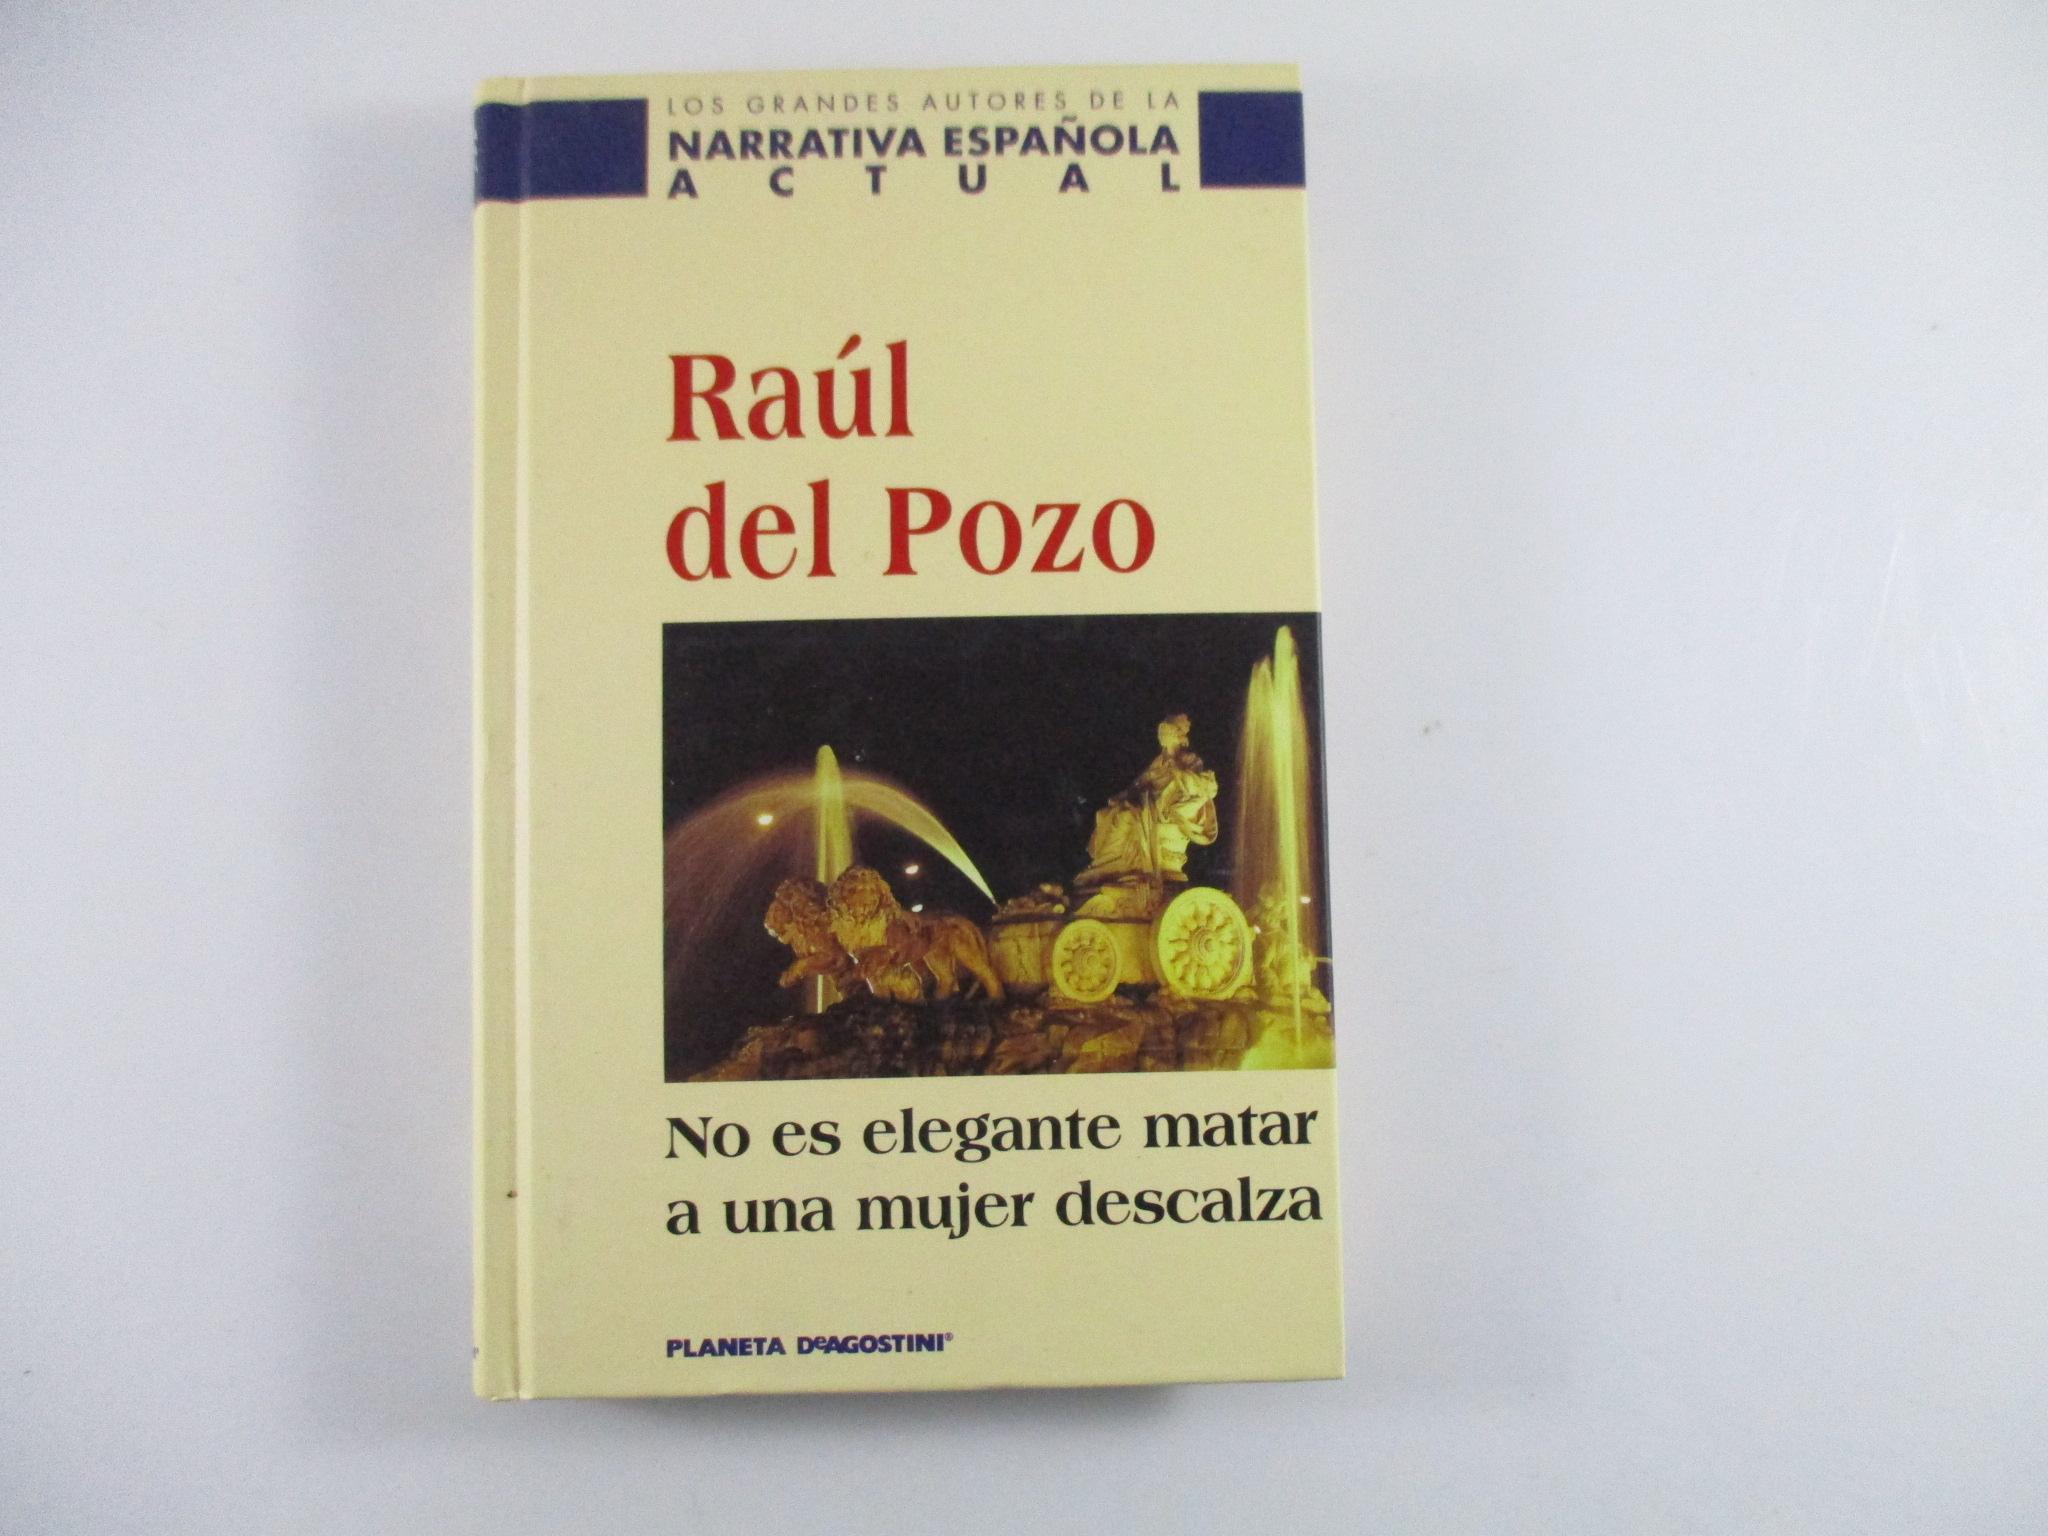 LOS GRANDES AUTORES DE LA
NARRATIVA ESPAÑOLA
ACTUAL
Raúl
del Pozo
No es elegante matar
a una mujer descalza
PLANETA DeAGOSTINI®